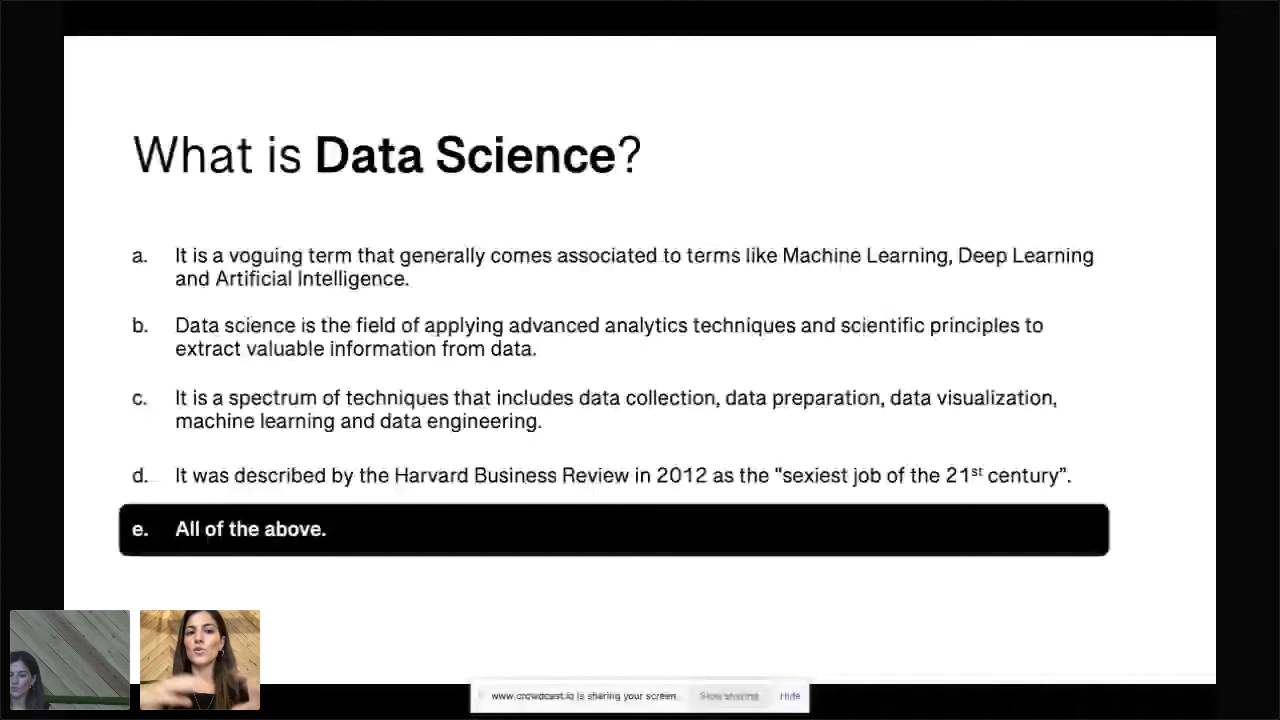 What is Data Science?
a. It is a voguing term that generally comes associated to terms like Machine Learning, Deep Learning
and Artificial Intelligence.
b. Data science is the field of applying advanced analytics techniques and scientific principles to
extract valuable information from data.
c. It is a spectrum of techniques that includes data collection, data preparation, data visualization,
machine learning and data engineering.
d. It was described by the Harvard Business Review in 2012 as the "sexiest job of the 21st century".
e. All of the above.
www.crowdcast.io is sharing your screen. Stop sharing Hide